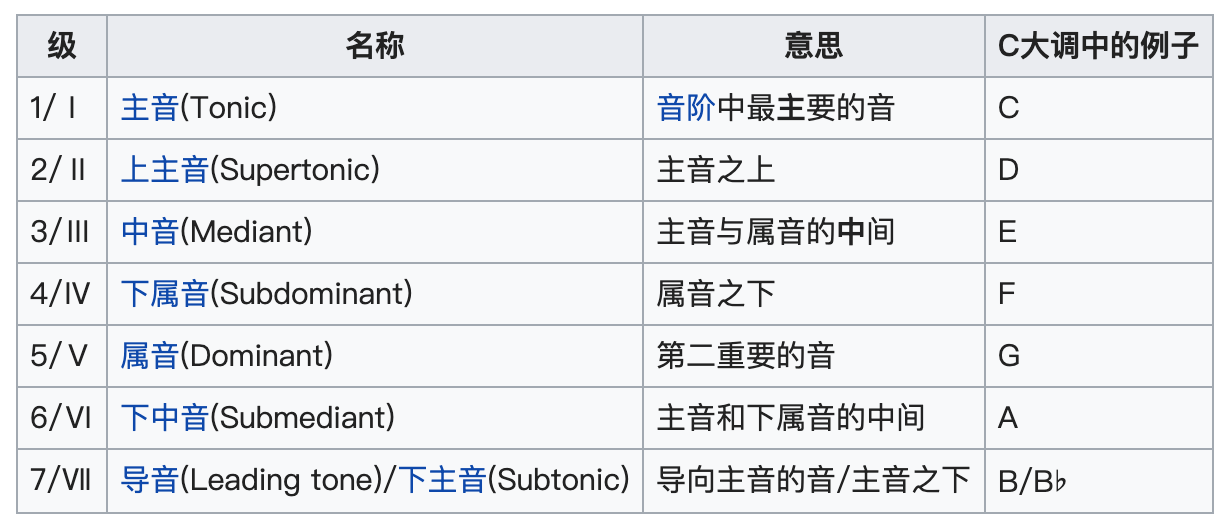 级 名称 意思 C大调中的例子
1/Ⅰ 主音(Tonic) 音阶中最主要的音 C
2/Ⅱ 上主音(Supertonic) 主音之上 D
3/Ⅲ 中音(Mediant) 主音与属音的中间 E
4/Ⅳ 下属音(Subdominant) 属音之下 F
5/Ⅴ 属音(Dominant) 第二重要的音 G
6/Ⅵ 下中音(Submediant) 主音和下属音的中间 A
7/Ⅶ 导音(Leading tone)/下主音(Subtonic) 导向主音的音/主音之下 B/B♭